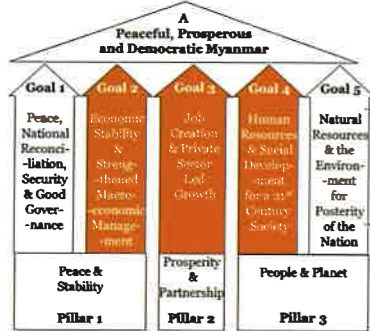 A
Peaceful, Prosperous
and Democratic Myanmar
Goal 1
Peace,
National
Reconci-
-liation,
Security
& Good
Gover-
-nance
Goal 2
Economic
Stability
&
Streng-
-thened
Macro-
-economic
Manage-
-ment
Goal 3
Job
Creation
& Private
Sector
Led
Growth
Goal 4
Human
Resources
& Social
Develop-
-ment
for a 21st
Century
Society
Goal 5
Natural
Resources
& the
Environ-
-ment
for
Posterity
of the
Nation
Peace &
Stability
Pillar 1
Prosperity
&
Partnership
Pillar 2
People & Planet
Pillar 3